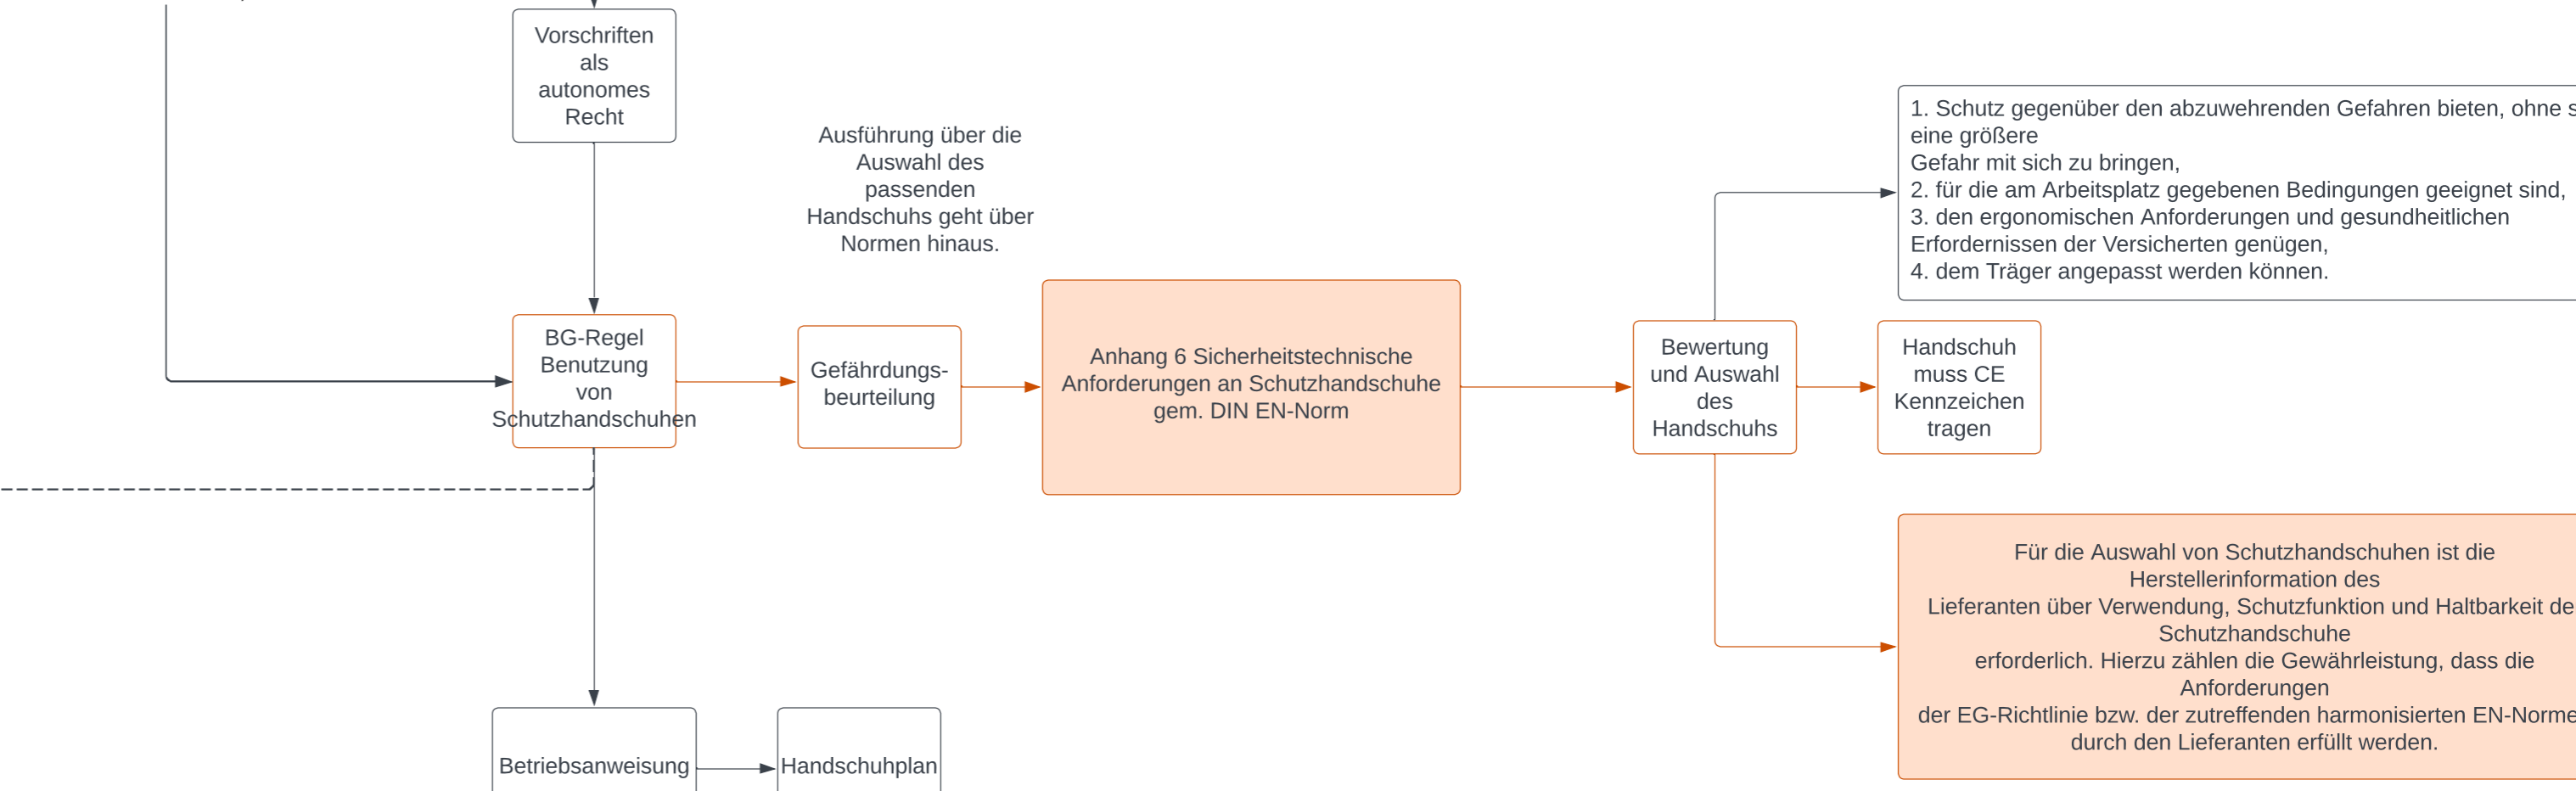 Vorschriften
als
autonomes
Recht
Ausführung über die
Auswahl des
passenden
Handschuhs geht über
Normen hinaus.
1. Schutz gegenüber den abzuwehrenden Gefahren bieten, ohne
eine größere
Gefahr mit sich zu bringen,
2. für die am Arbeitsplatz gegebenen Bedingungen geeignet sind,
3. den ergonomischen Anforderungen und gesundheitlichen
Erfordernissen der Versicherten genügen,
4. dem Träger angepasst werden können.
BG-Regel
Benutzung
von
Schutzhandschuhen
Gefährdungs-
beurteilung
Anhang 6 Sicherheitstechnische
Anforderungen an Schutzhandschuhe
gem. DIN EN-Norm
Bewertung
und Auswahl
des
Handschuhs
Handschuh
muss CE
Kennzeichen
tragen
Für die Auswahl von Schutzhandschuhen ist die
Herstellerinformation des
Lieferanten über Verwendung, Schutzfunktion und Haltbarkeit
Schutzhandschuhe
erforderlich. Hierzu zählen die Gewährleistung, dass die
Anforderungen
der EG-Richtlinie bzw. der zutreffenden harmonisierten
durch den Lieferanten erfüllt werden.
Betriebsanweisung
Handschuhplan